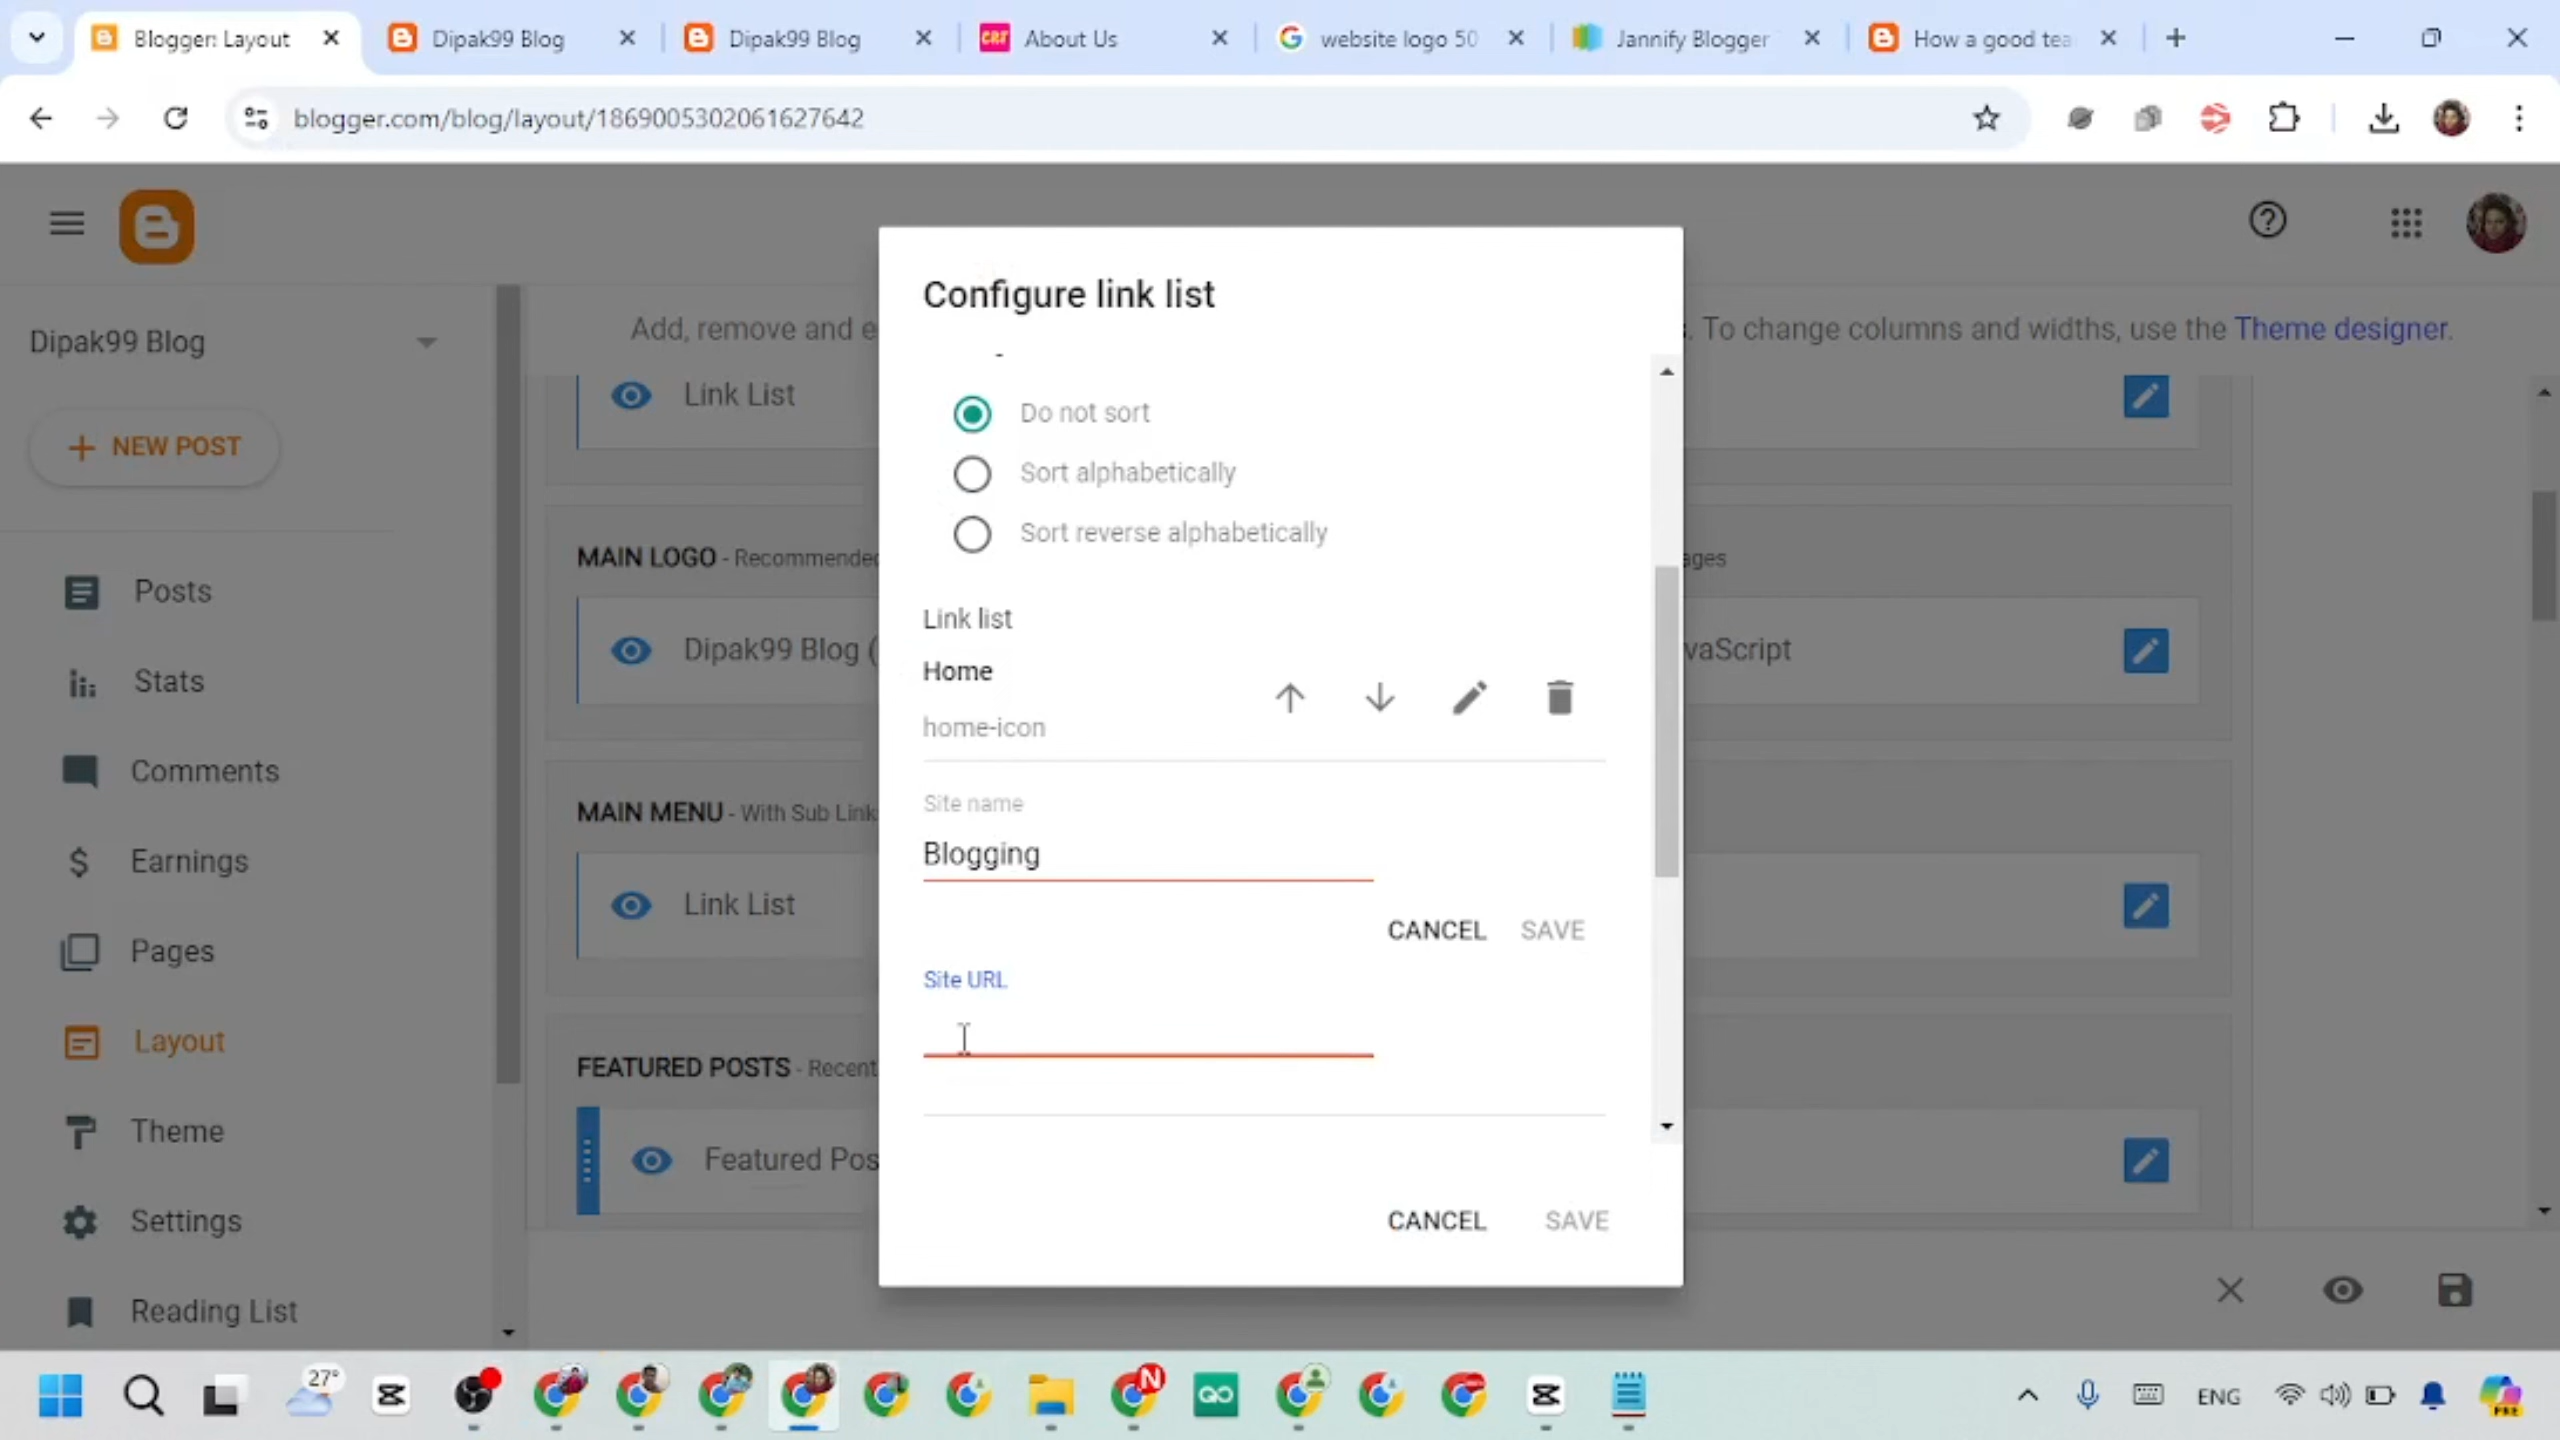 Blogger: Layout
Dipak99 Blog
Dipak99 Blog
CRT
About Us
website logo 50
Jannify Blogger
How a good tea
blogger.com/blog/layout/1869005302061627642
Dipak99 Blog
NEW POST
Posts
Stats
Comments
Earnings
Pages
Layout
Theme
Settings
Reading List
Add, remove and e
. To change columns and widths, use the Theme designer.
Link List
MAIN LOGO - Recommended
ages
Dipak99 Blog (
vaScript
MAIN MENU - With Sub Link
Link List
FEATURED POSTS - Recent
Featured Pos
Configure link list
Do not sort
Sort alphabetically
Sort reverse alphabetically
Link list
Home
home-icon
Site name
Blogging
CANCEL SAVE
Site URL
CANCEL SAVE
27°
N
ENG
PRE